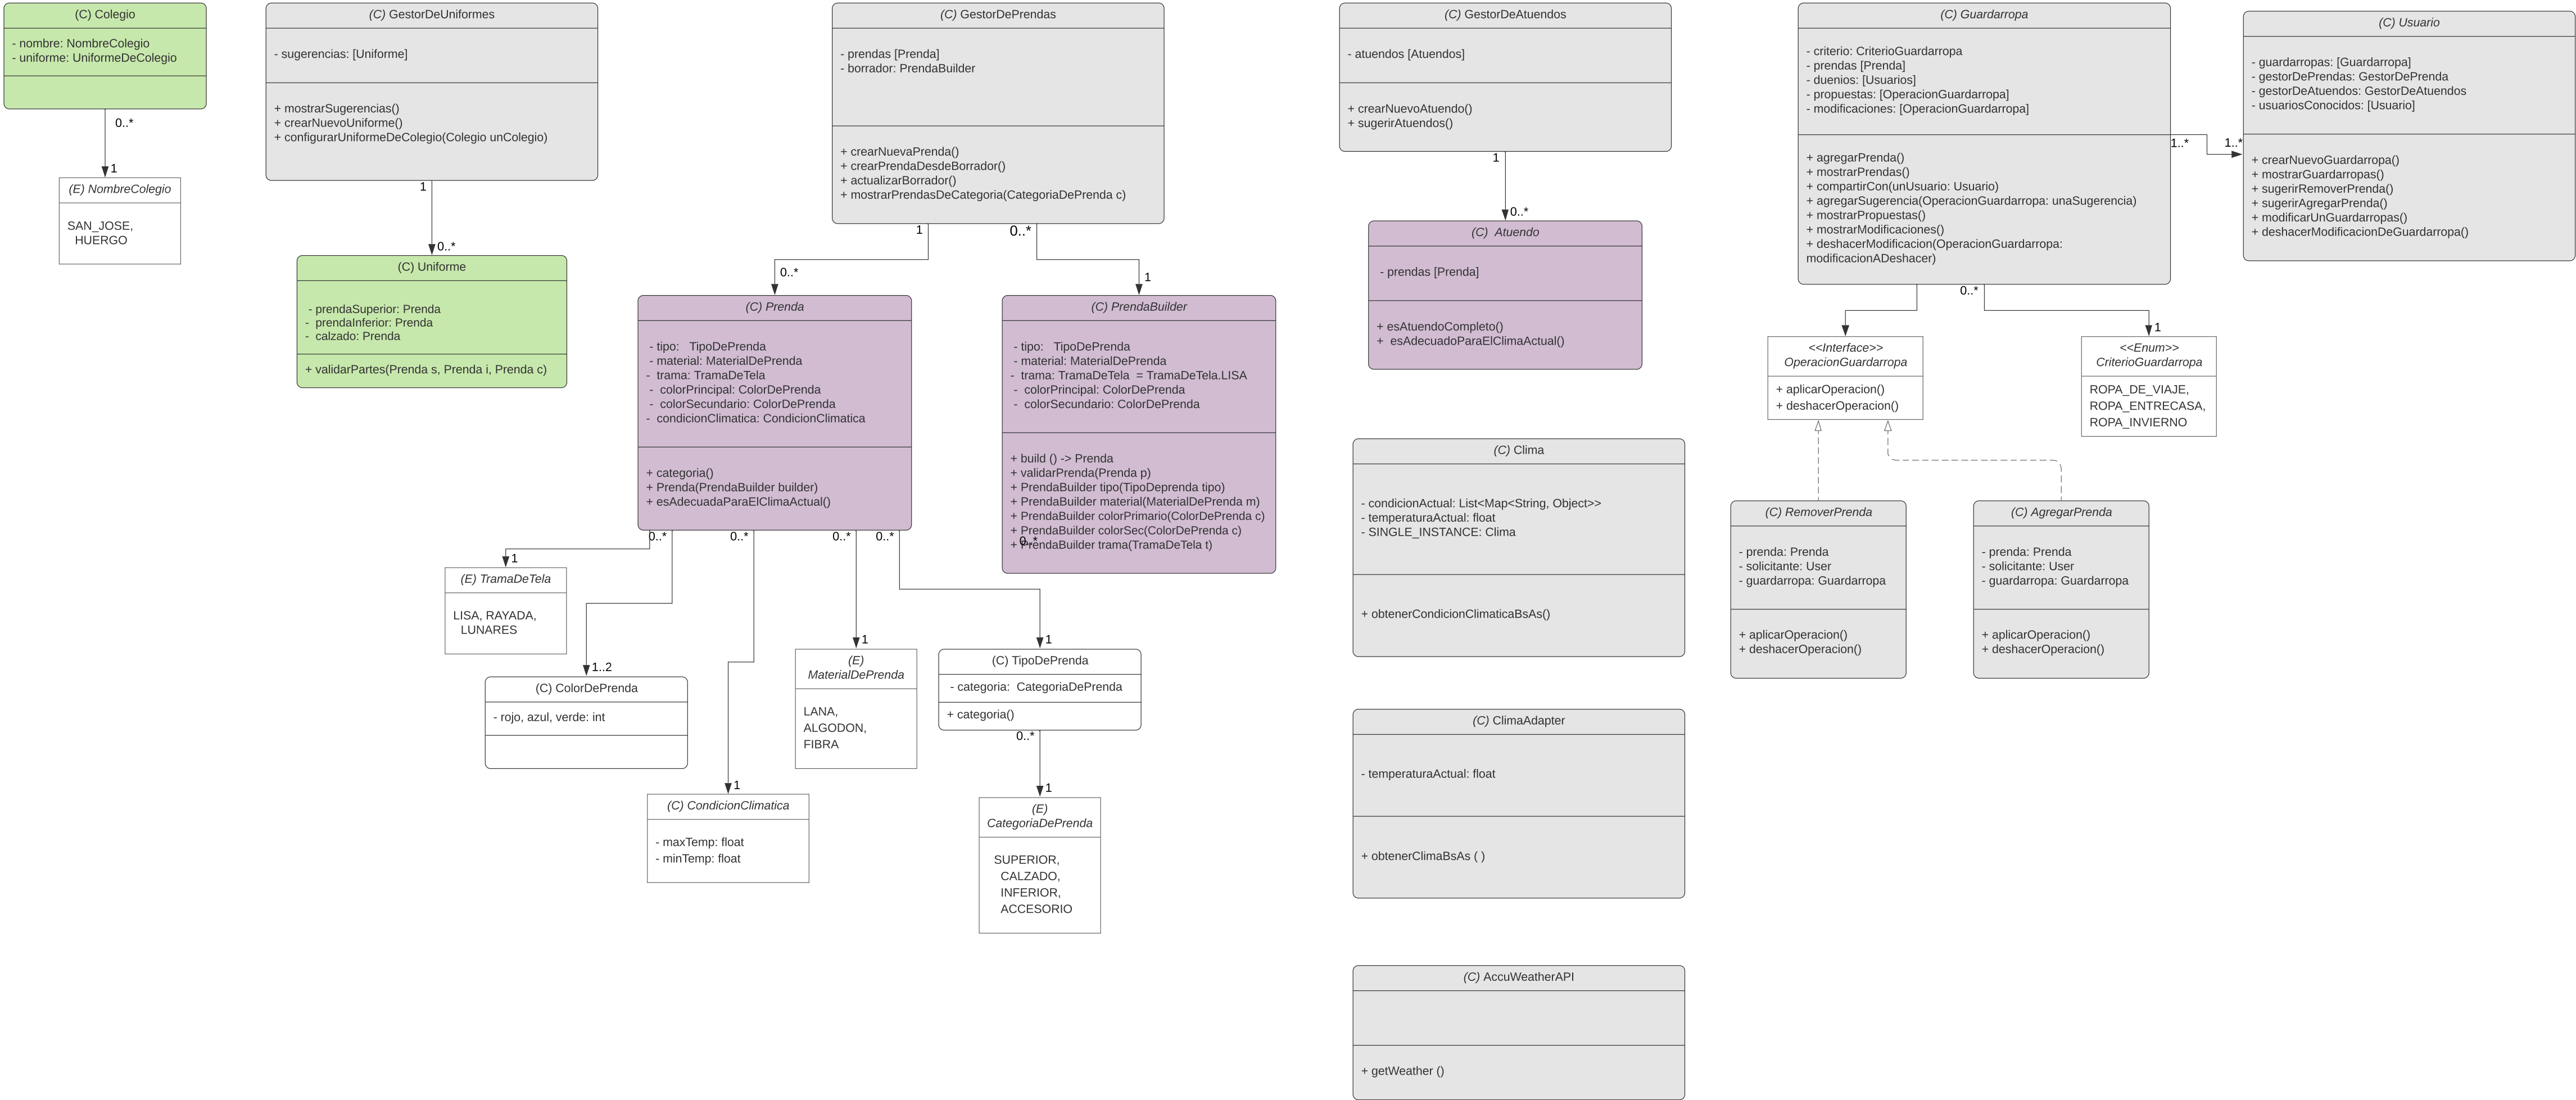 (C) Colegio
- nombre: NombreColegio
- uniforme: UniformeDeColegio
0..*
1
(E) NombreColegio
SAN_JOSE,
HUERGO
(C) GestorDeUniformes
- sugerencias: [Uniforme]
+ mostrarSugerencias()
+ crearNuevoUniforme()
+ configurarUniformeDeColegio(Colegio unColegio)
1
0..*
(C) Uniforme
- prendaSuperior: Prenda
- prendaInferior: Prenda
- calzado: Prenda
+ validarPartes(Prenda s, Prenda i, Prenda c)
(C) GestorDePrendas
- prendas [Prenda]
- borrador: PrendaBuilder
+ crearNuevaPrenda()
+ crearPrendaDesdeBorrador()
+ actualizarBorrador()
+ mostrarPrendasDeCategoria(CategoriaDePrenda c)
1
0..*
0..*
1
(C) Prenda
- tipo: TipoDePrenda
- material: MaterialDePrenda
- trama: TramaDeTela
- colorPrincipal: ColorDePrenda
- colorSecundario: ColorDePrenda
- condicionClimatica: CondicionClimatica
+ categoria()
+ Prenda(PrendaBuilder builder)
+ esAdecuadaParaElClimaActual()
(C) PrendaBuilder
- tipo: TipoDePrenda
- material: MaterialDePrenda
- trama: TramaDeTela = TramaDeTela.LISA
- colorPrincipal: ColorDePrenda
- colorSecundario: ColorDePrenda
+ build () -> Prenda
+ validarPrenda(Prenda p)
+ PrendaBuilder tipo(TipoDeprenda tipo)
+ PrendaBuilder material(MaterialDePrenda m)
+ PrendaBuilder colorPrimario(ColorDePrenda c)
+ PrendaBuilder colorSec(ColorDePrenda c)
+ PrendaBuilder trama(TramaDeTela t)
0..*
0..*
0..*
0..*
0..*
1
(E) TramaDeTela
LISA, RAYADA,
LUNARES
1..2
(C) ColorDePrenda
- rojo, azul, verde: int
1
(C) CondicionClimatica
- maxTemp: float
- minTemp: float
1
(E)
MaterialDePrenda
LANA,
ALGODON,
FIBRA
1
(C) TipoDePrenda
- categoria: CategoriaDePrenda
+ categoria()
0..*
1
(E)
CategoriaDePrenda
SUPERIOR,
CALZADO,
INFERIOR,
ACCESORIO
(C) GestorDeAtuendos
- atuendos [Atuendos]
+ crearNuevoAtuendo()
+ sugerirAtuendos()
1
0..*
(C) Atuendo
- prendas [Prenda]
+ esAtuendoCompleto()
+ esAdecuadoParaElClimaActual()
(C) Clima
- condicionActual: List<Map<String, Object>>
- temperaturaActual: float
- SINGLE_INSTANCE: Clima
+ obtenerCondicionClimaticaBsAs()
(C) ClimaAdapter
- temperaturaActual: float
+ obtenerClimaBsAs ( )
(C) AccuWeatherAPI
+ getWeather ()
(C) Guardarropa
- criterio: CriterioGuardarropa
- prendas [Prenda]
- duenios: [Usuarios]
- propuestas: [OperacionGuardarropa]
- modificaciones: [OperacionGuardarropa]
+ agregarPrenda()
+ mostrarPrendas()
+ compartirCon(unUsuario: Usuario)
+ agregarSugerencia(OperacionGuardarropa: unaSugerencia)
+ mostrarPropuestas()
+ mostrarModificaciones()
+ deshacerModificacion(OperacionGuardarropa:
modificacionADeshacer)
1..*
1..*
(C) Usuario
- guardarropas: [Guardarropa]
- gestorDePrendas: GestorDePrenda
- gestorDeAtuendos: GestorDeAtuendos
- usuariosConocidos: [Usuario]
+ crearNuevoGuardarropa()
+ mostrarGuardarropas()
+ sugerirRemoverPrenda()
+ sugerirAgregarPrenda()
+ modificarUnGuardarropas()
+ deshacerModificacionDeGuardarropa()
0..*
1
<<Interface>>
OperacionGuardarropa
+ aplicarOperacion()
+ deshacerOperacion()
<<Enum>>
CriterioGuardarropa
ROPA_DE_VIAJE,
ROPA_ENTRECASA,
ROPA_INVIERNO
(C) RemoverPrenda
- prenda: Prenda
- solicitante: User
- guardarropa: Guardarropa
+ aplicarOperacion()
+ deshacerOperacion()
(C) AgregarPrenda
- prenda: Prenda
- solicitante: User
- guardarropa: Guardarropa
+ aplicarOperacion()
+ deshacerOperacion()